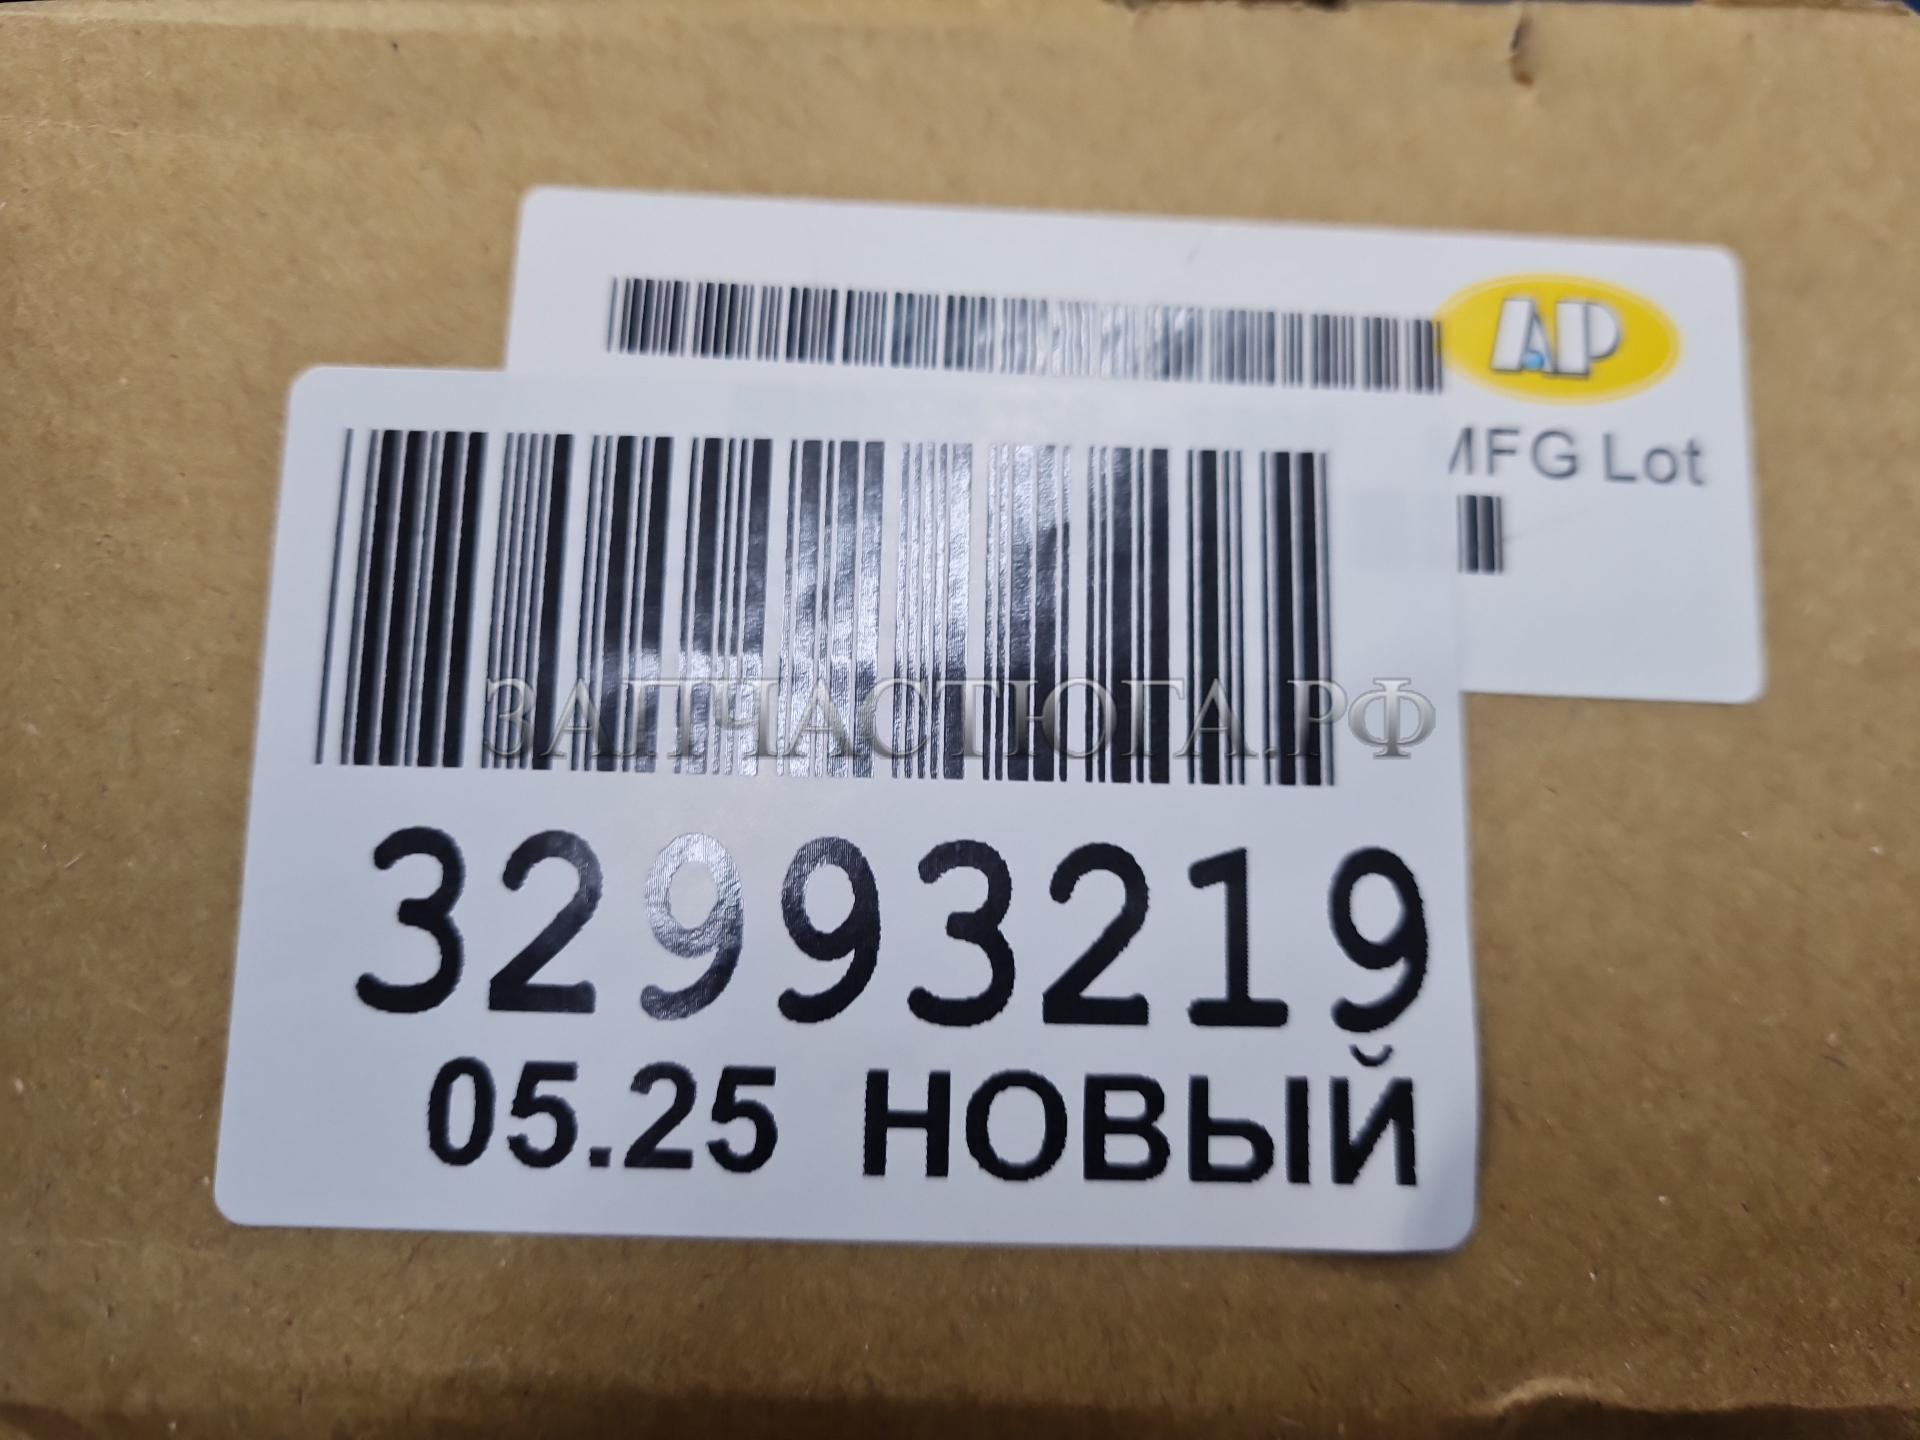 AP
MFG Lot
ЗАПЧАСТЮГА.РФ
32993219
05.25 НОВЫЙ